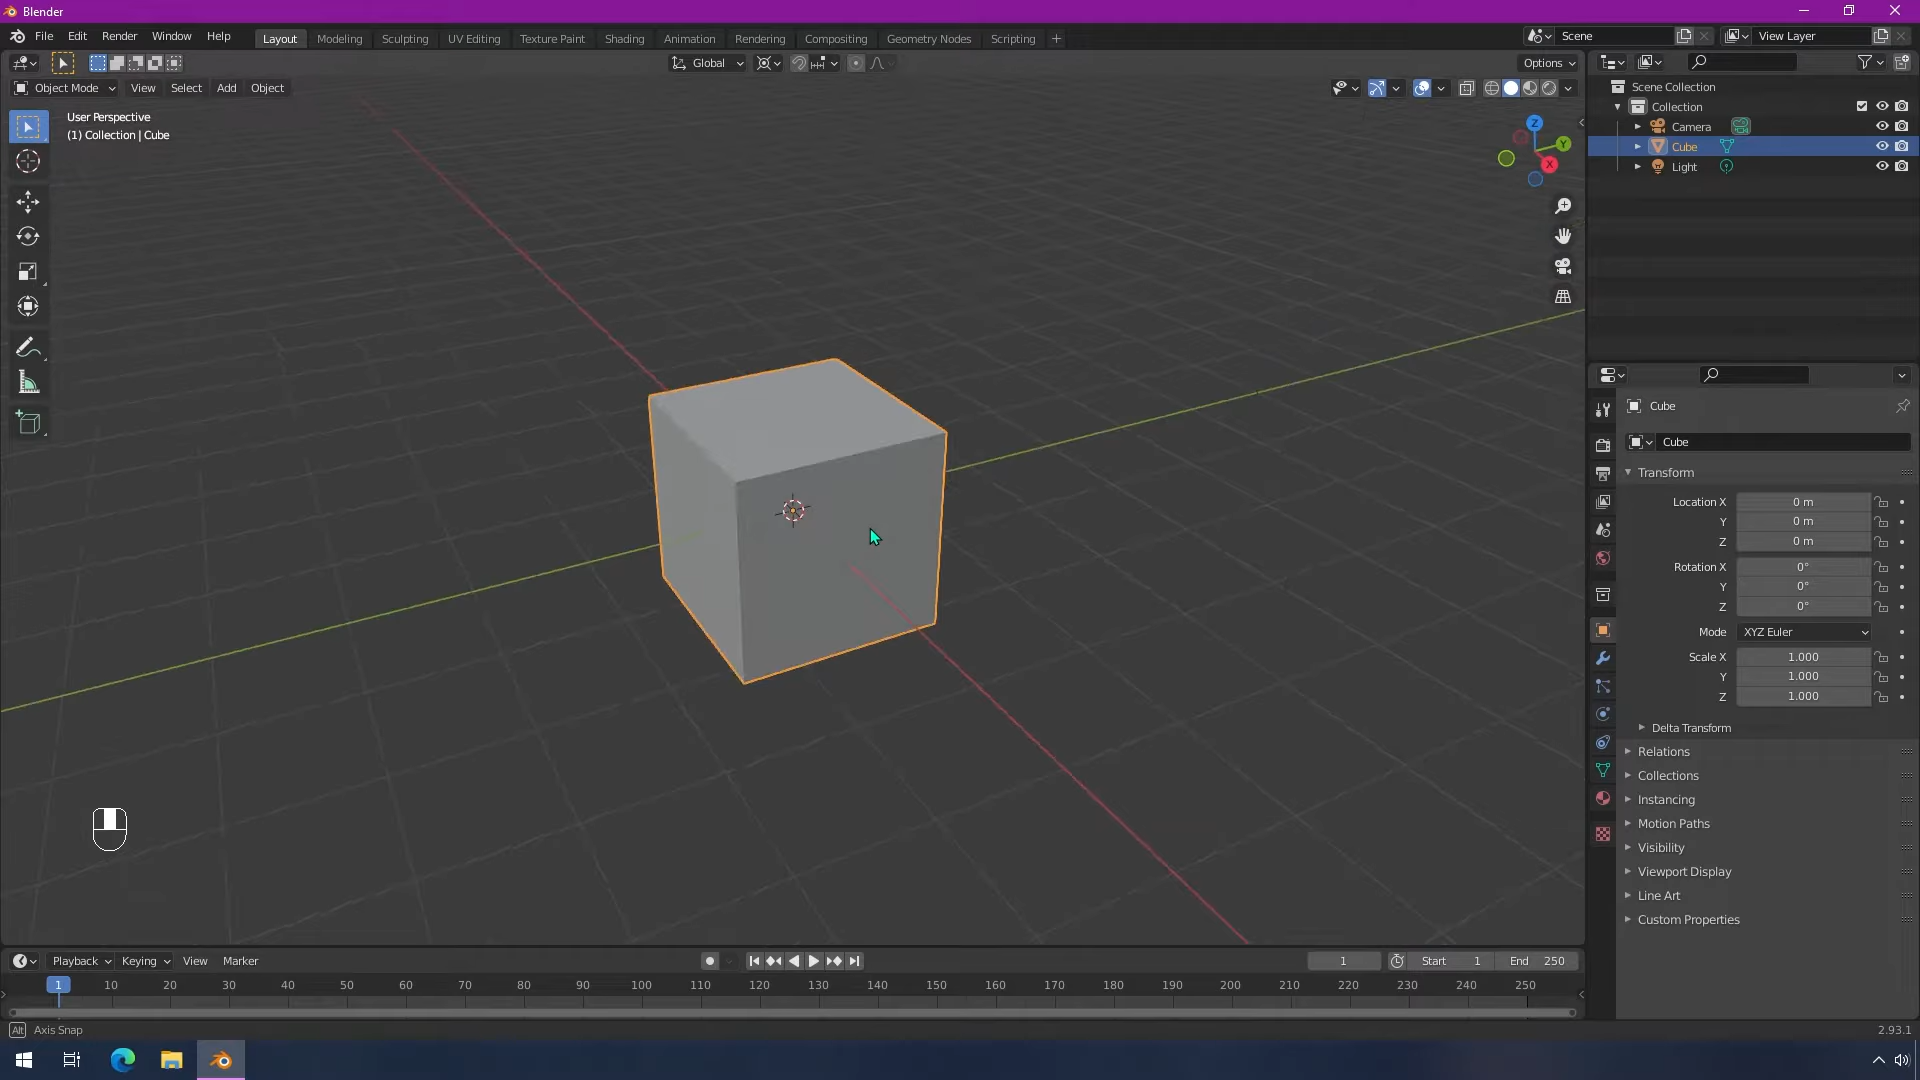 Blender
File Edit Render Window Help
Layout Modeling Sculpting UV Editing Texture Paint Shading Animation Rendering Compositing Geometry Nodes Scripting +
Scene
View Layer
Global
Options
Object Mode View Select Add Object
User Perspective
(1) Collection | Cube
Z
Y
X
Scene Collection
Collection
Camera
Cube
Light
Cube
Cube
Transform
Location X 0 m
Y 0 m
Z 0 m
Rotation X 0°
Y 0°
Z 0°
Mode XYZ Euler
Scale X 1.000
Y 1.000
Z 1.000
Delta Transform
Relations
Collections
Instancing
Motion Paths
Visibility
Viewport Display
Line Art
Custom Properties
Playback Keying View Marker
1 Start 1 End 250
1 10 20 30 40 50 60 70 80 90 100 110 120 130 140 150 160 170 180 190 200 210 220 230 240 250
Alt Axis Snap
2.93.1